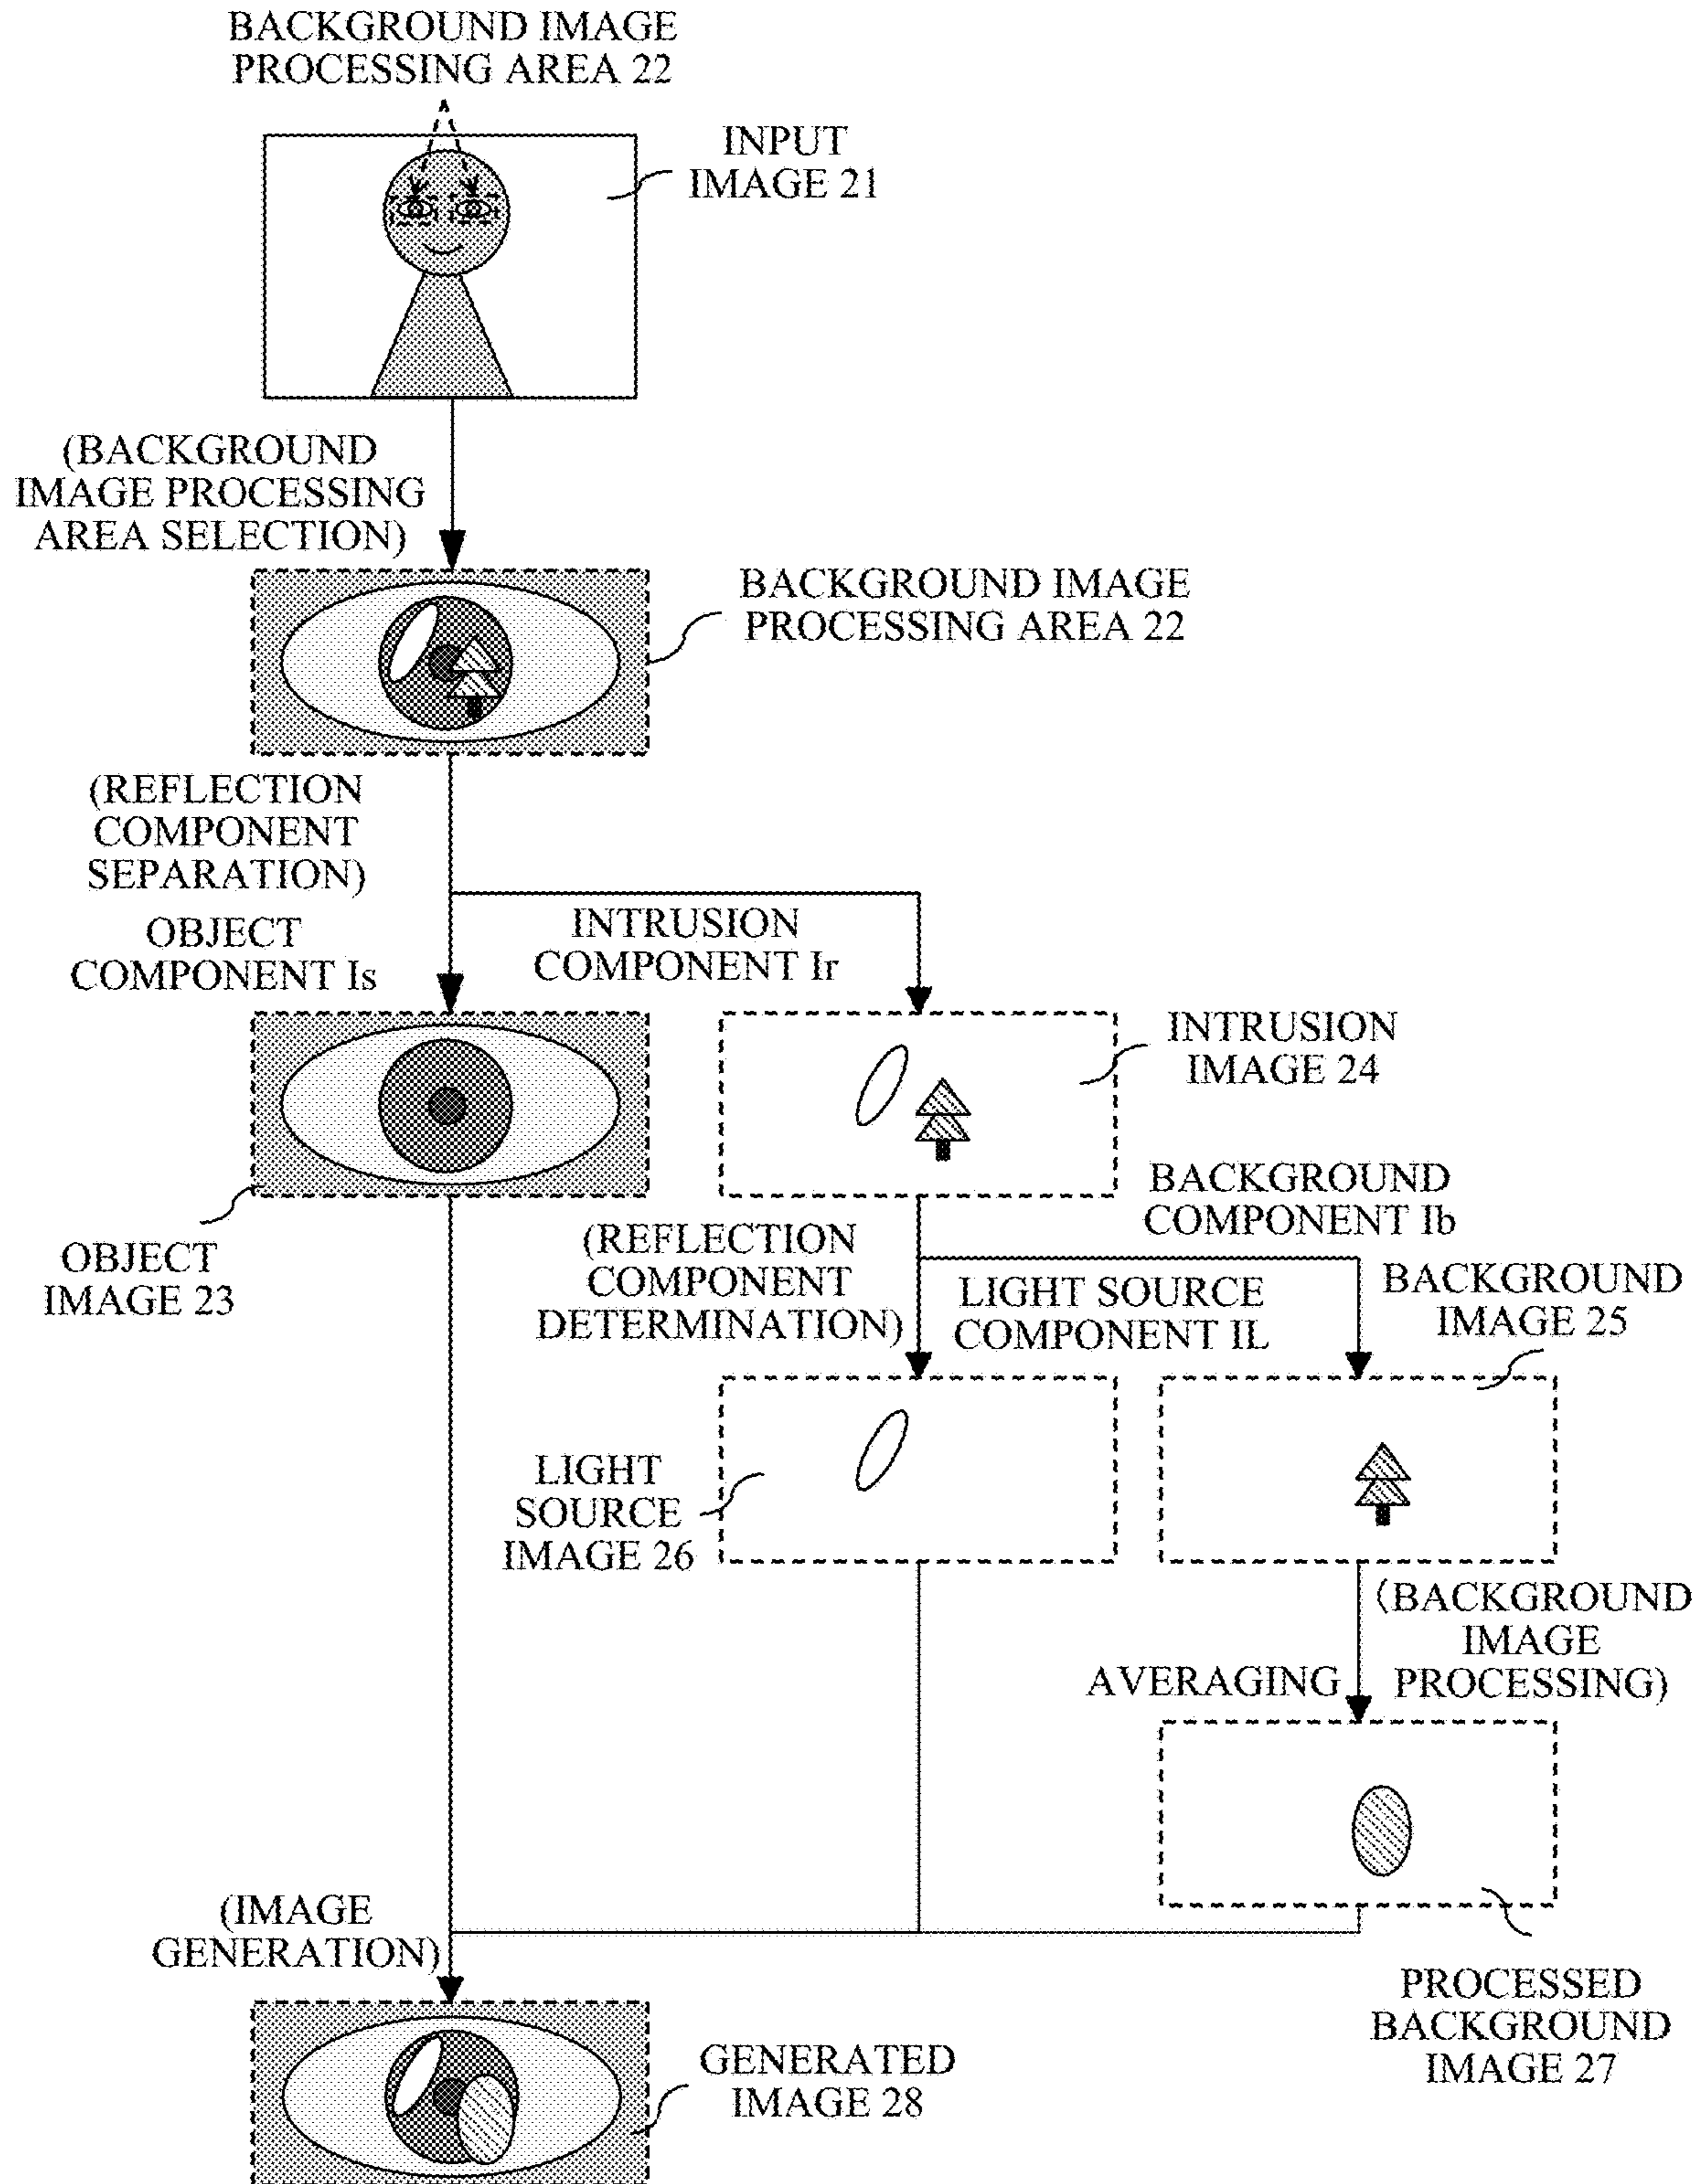 BACKGROUND IMAGE
PROCESSING AREA 22
INPUT
IMAGE 21
(BACKGROUND
IMAGE PROCESSING
AREA SELECTION)
BACKGROUND IMAGE
PROCESSING AREA 22
(REFLECTION
COMPONENT
SEPARATION)
OBJECT
COMPONENT Is
INTRUSION
COMPONENT Ir
INTRUSION
IMAGE 24
OBJECT
IMAGE 23
(REFLECTION
COMPONENT
DETERMINATION)
BACKGROUND
COMPONENT Ib
LIGHT SOURCE
COMPONENT IL
BACKGROUND
IMAGE 25
LIGHT
SOURCE
IMAGE 26
AVERAGING
(BACKGROUND
IMAGE
PROCESSING)
(IMAGE
GENERATION)
PROCESSED
BACKGROUND
IMAGE 27
GENERATED
IMAGE 28